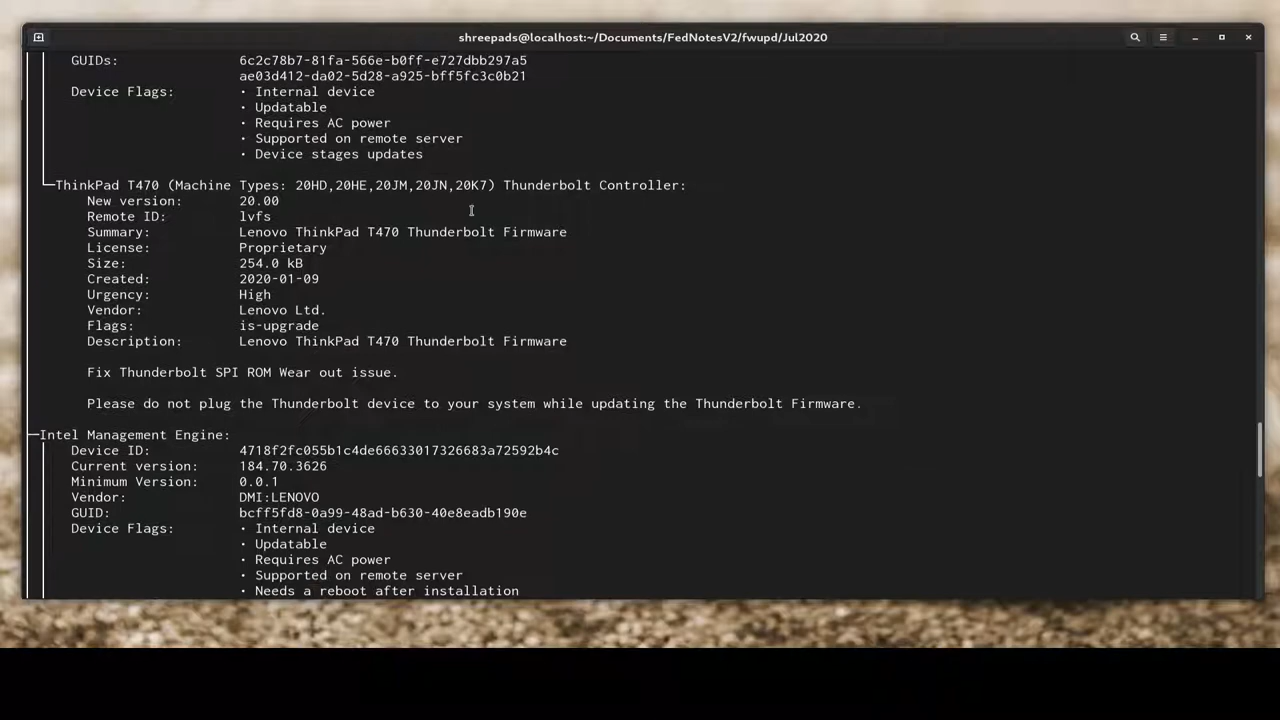 shreepads@localhost:~/Documents/FedNotesV2/fwupd/Jul2020
GUIDs: 6c2c78b7-81fa-566e-b0ff-e727dbb297a5
ae03d412-da02-5d28-a925-bff5fc3c0b21
Device Flags: • Internal device
• Updatable
• Requires AC power
• Supported on remote server
• Device stages updates
ThinkPad T470 (Machine Types: 20HD,20HE,20JM,20JN,20K7) Thunderbolt Controller:
New version: 20.00
Remote ID: lvfs
Summary: Lenovo ThinkPad T470 Thunderbolt Firmware
License: Proprietary
Size: 254.0 kB
Created: 2020-01-09
Urgency: High
Vendor: Lenovo Ltd.
Flags: is-upgrade
Description: Lenovo ThinkPad T470 Thunderbolt Firmware
Fix Thunderbolt SPI ROM Wear out issue.
Please do not plug the Thunderbolt device to your system while updating the Thunderbolt Firmware.
Intel Management Engine:
Device ID: 4718f2fc055b1c4de66633017326683a72592b4c
Current version: 184.70.3626
Minimum Version: 0.0.1
Vendor: DMI:LENOVO
GUID: bcff5fd8-0a99-48ad-b630-40e8eadb190e
Device Flags: • Internal device
• Updatable
• Requires AC power
• Supported on remote server
• Needs a reboot after installation